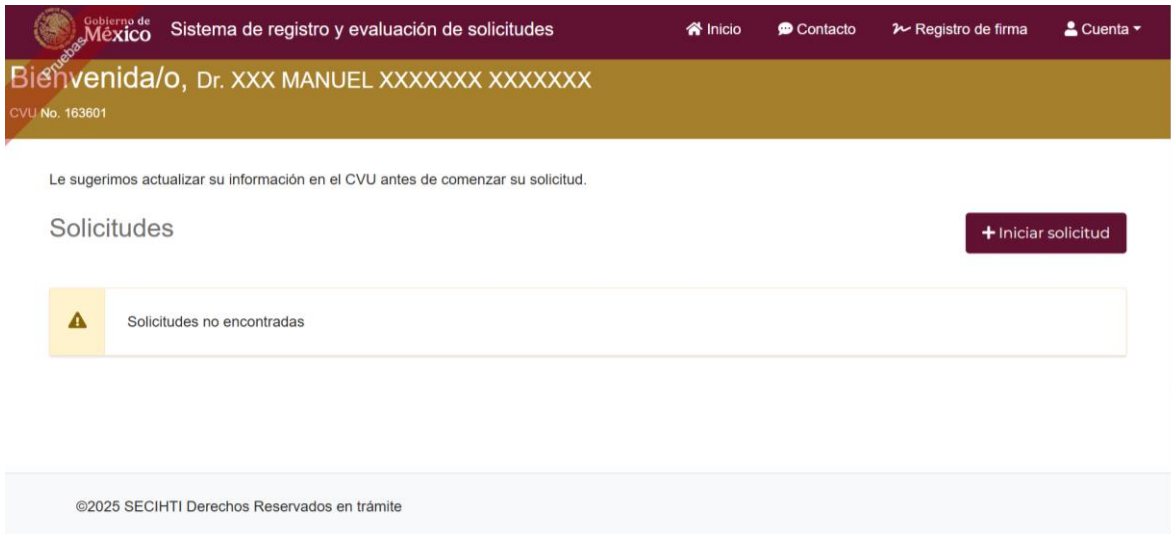 Gobierno de
México
Sistema de registro y evaluación de solicitudes
Inicio
Contacto
Registro de firma
Cuenta
Pruebas
Bienvenida/o, Dr. XXX MANUEL XXXXXXX XXXXXXX
CVU No. 163601
Le sugerimos actualizar su información en el CVU antes de comenzar su solicitud.
Solicitudes
+ Iniciar solicitud
Solicitudes no encontradas
©2025 SECIHTI Derechos Reservados en trámite